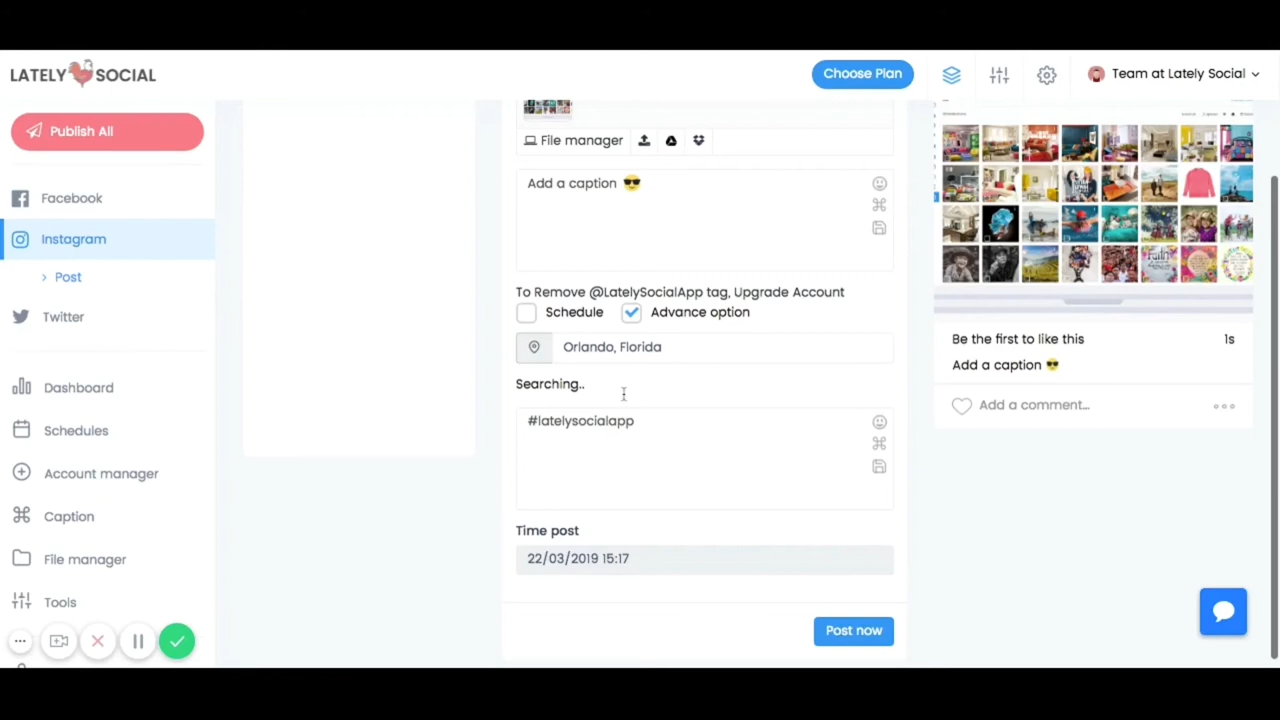 LATELY SOCIAL
Choose Plan
Team at Lately Social
Publish All
Facebook
Instagram
Post
Twitter
Dashboard
Schedules
Account manager
Caption
File manager
Tools
File manager
Add a caption 😎
To Remove @LatelySocialApp tag, Upgrade Account
Schedule
Advance option
Orlando, Florida
Searching..
#latelysocialapp
Time post
22/03/2019 15:17
Post now
Be the first to like this 1s
Add a caption 😎
Add a comment...